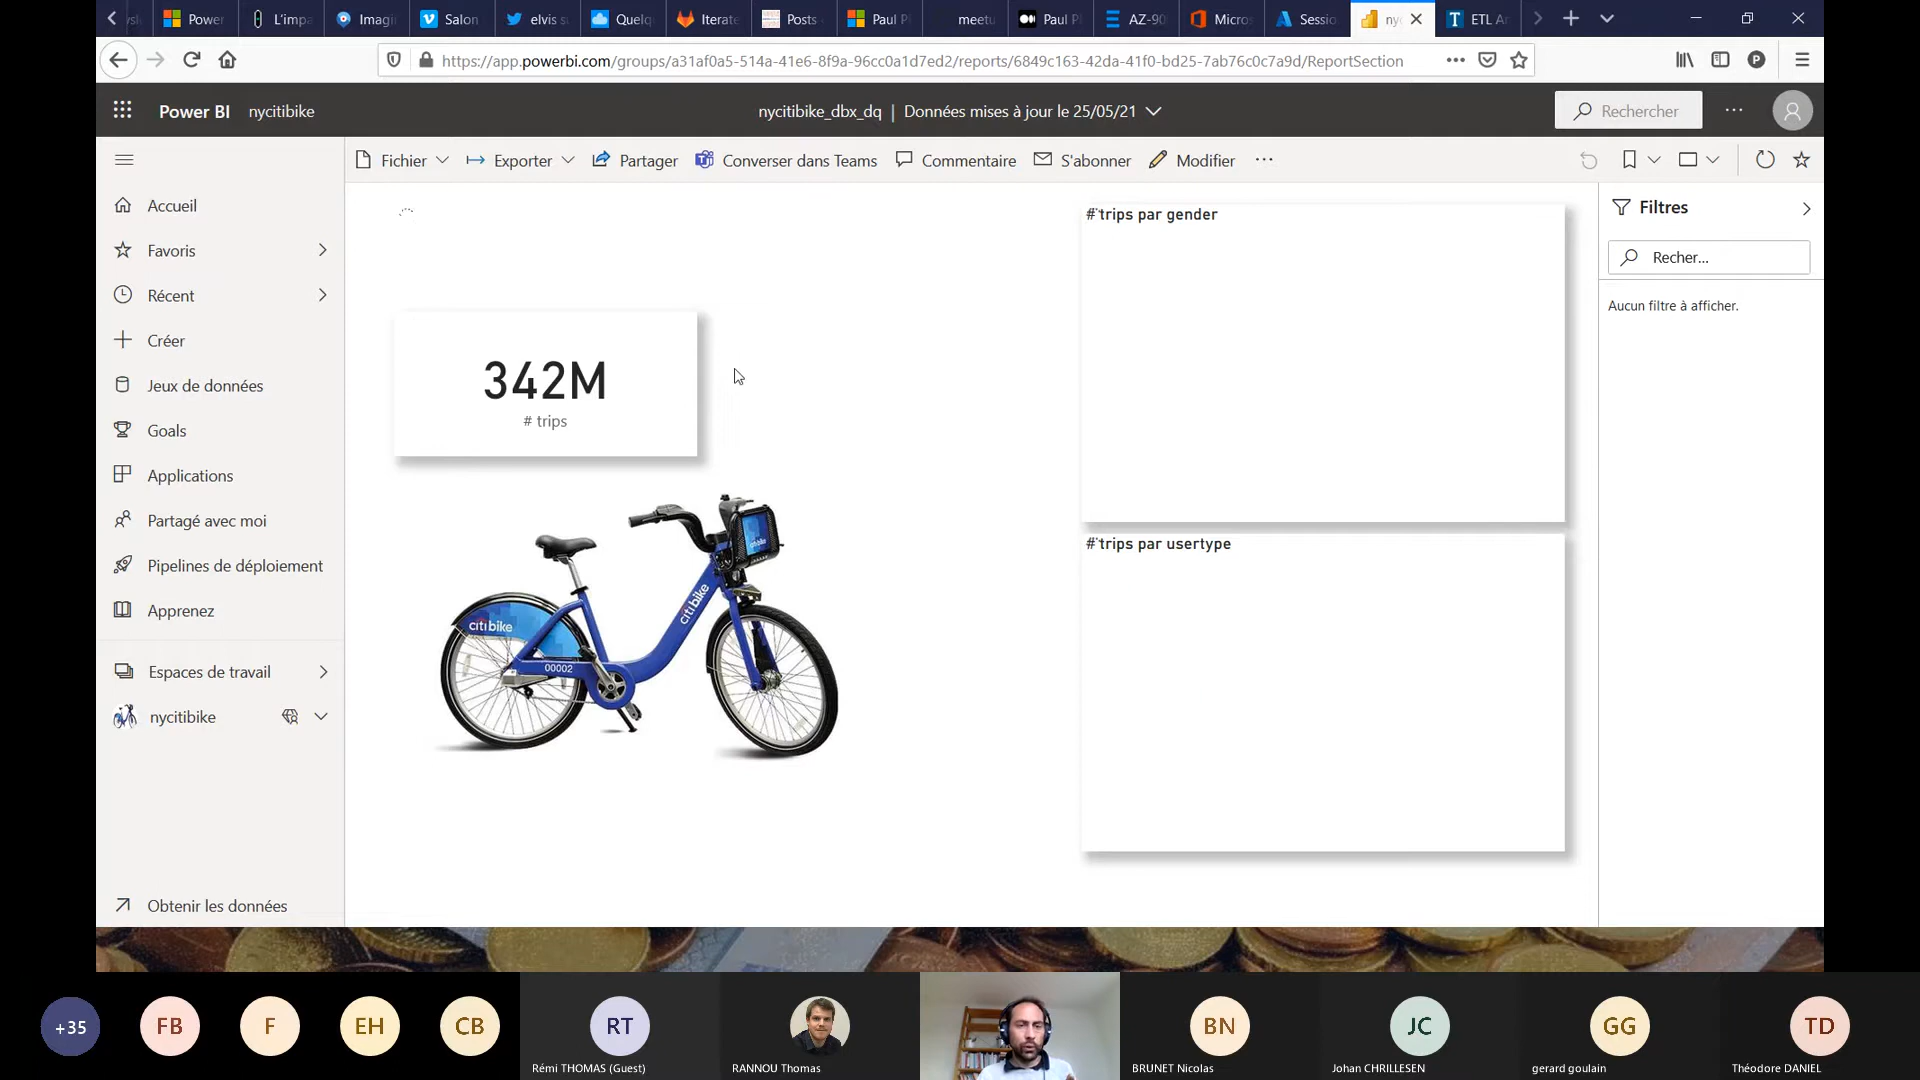 Power
L'impa
Imagi
Salon
elvis s
Quelq
Iterate
Posts
Paul P
meetu
Paul P
AZ-90
Micros
Sessio
ny
ETL A
https://app.powerbi.com/groups/a31af0a5-514a-41e6-8f9a-96cc0a1d7ed2/reports/6849c163-42da-41f0-bd25-7ab76c0c7a9d/ReportSection
P
Power BI nycitibike
nycitibike_dbx_dq | Données mises à jour le 25/05/21
Rechercher
Fichier
Exporter
Partager
Converser dans Teams
Commentaire
S'abonner
Modifier
Accueil
Favoris
Récent
Créer
Jeux de données
Goals
Applications
Partagé avec moi
Pipelines de déploiement
Apprenez
Espaces de travail
nycitibike
Obtenir les données
342M
# trips
citi bike
citi bike
00002
# trips par gender
# trips par usertype
Filtres
Recher...
Aucun filtre à afficher.
+35
FB
F
EH
CB
RT
Rémi THOMAS (Guest)
RANNOU Thomas
BN
BRUNET Nicolas
JC
Johan CHRILLESEN
GG
gerard goulain
TD
Théodore DANIEL